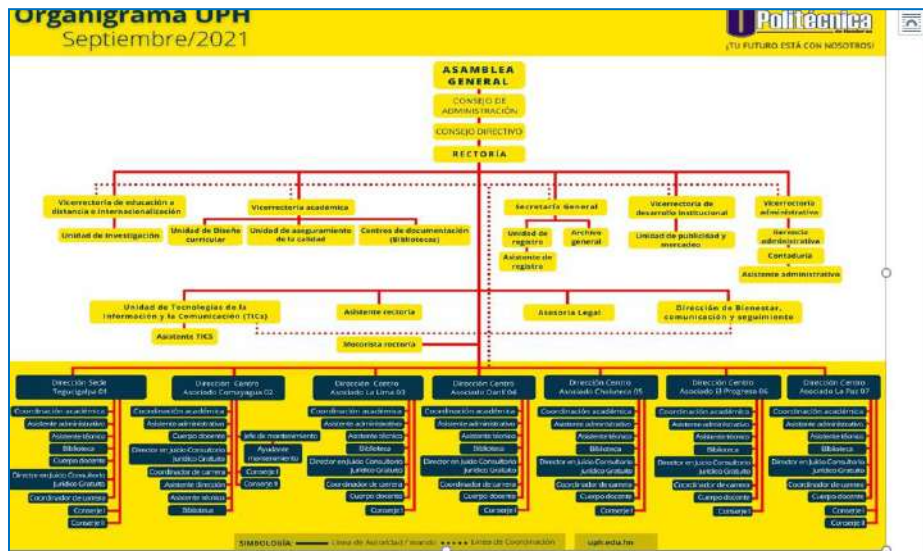 Organigrama UPH
Septiembre/2021
Politécnica
¡TU FUTURO ESTÁ CON NOSOTROS!
ASAMBLEA
GENERAL
CONSEJO DE
ADMINISTRACIÓN
CONSEJO DIRECTIVO
RECTORÍA
Vicerrectoría de educación a
distancia e Internacionalización
Unidad de Investigación
Vicerrectoría académica
Unidad de Diseño
curricular
Unidad de aseguramiento
de la calidad
Centros de documentación
(Bibliotecas)
Secretaría General
Unidad de
registro
Archivo
general
Asistente de
registro
Vicerrectoría de
desarrollo institucional
Unidad de publicidad y
mercadeo
Vicerrectoría
administrativa
Gerencia
administrativa
Contaduría
Asistente administrativo
Unidad de Tecnologías de la
Información y la Comunicación (TICs)
Asistente TICS
Asistente rectoría
Motorista rectoría
Asesoría Legal
Dirección de Bienestar,
comunicación y seguimiento
Dirección Sede
Tegucigalpa 01
Coordinación académica
Asistente administrativo
Asistente técnico
Biblioteca
Cuerpo docente
Director en Juicio Consultorio
Jurídico Gratuito
Coordinador de carrera
Conserje I
Conserje II
Dirección Centro
Asociado Comayagua 02
Coordinación académica
Asistente administrativo
Cuerpo docente
Director en Juicio Consultorio
Jurídico Gratuito
Coordinador de carrera
Asistente dirección
Asistente técnico
Biblioteca
Jefe de mantenimiento
Ayudante
mantenimiento
Conserje I
Conserje II
Dirección Centro
Asociado La Lima 03
Coordinación académica
Asistente administrativo
Asistente técnico
Biblioteca
Director en Juicio Consultorio
Jurídico Gratuito
Coordinador de carrera
Cuerpo docente
Conserje I
Dirección Centro
Asociado Danlí 04
Coordinación académica
Asistente administrativo
Asistente técnico
Biblioteca
Director en Juicio Consultorio
Jurídico Gratuito
Coordinador de carrera
Cuerpo docente
Conserje I
Dirección Centro
Asociado Choluteca 05
Coordinación académica
Asistente administrativo
Asistente técnico
Biblioteca
Director en Juicio Consultorio
Jurídico Gratuito
Coordinador de carrera
Cuerpo docente
Conserje I
Dirección Centro
Asociado El Progreso 06
Coordinación académica
Asistente administrativo
Asistente técnico
Biblioteca
Director en Juicio Consultorio
Jurídico Gratuito
Coordinador de carrera
Cuerpo docente
Conserje I
Dirección Centro
Asociado La Paz 07
Coordinación académica
Asistente administrativo
Asistente técnico
Biblioteca
Director en Juicio Consultorio
Jurídico Gratuito
Coordinador de carrera
Cuerpo docente
Conserje I
Conserje II
SIMBOLOGÍA: Línea de Autoridad / mando Línea de Coordinación
uph.edu.hn